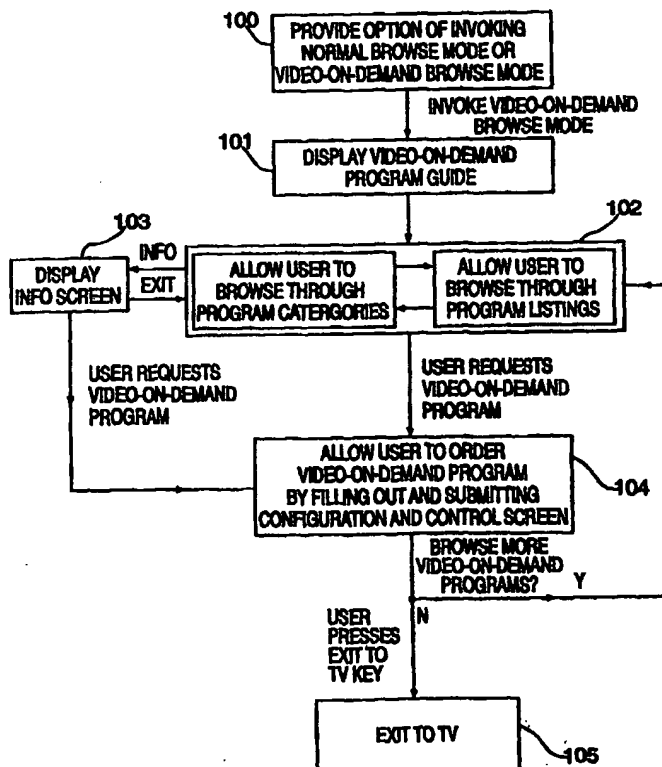 100
PROVIDE OPTION OF INVOKING
NORMAL BROWSE MODE OR
VIDEO-ON-DEMAND BROWSE MODE
INVOKE VIDEO-ON-DEMAND
BROWSE MODE
101
DISPLAY VIDEO-ON-DEMAND
PROGRAM GUIDE
102
103
DISPLAY
INFO SCREEN
INFO
EXIT
ALLOW USER TO
BROWSE THROUGH
PROGRAM CATERGORIES
ALLOW USER TO
BROWSE THROUGH
PROGRAM LISTINGS
USER REQUESTS
VIDEO-ON-DEMAND
PROGRAM
USER REQUESTS
VIDEO-ON-DEMAND
PROGRAM
ALLOW USER TO ORDER
VIDEO-ON-DEMAND PROGRAM
BY FILLING OUT AND SUBMITTING
CONFIGURATION AND CONTROL SCREEN
104
BROWSE MORE
VIDEO-ON-DEMAND
PROGRAMS?
Y
N
USER
PRESSES
EXIT TO
TV KEY
EXIT TO TV
105